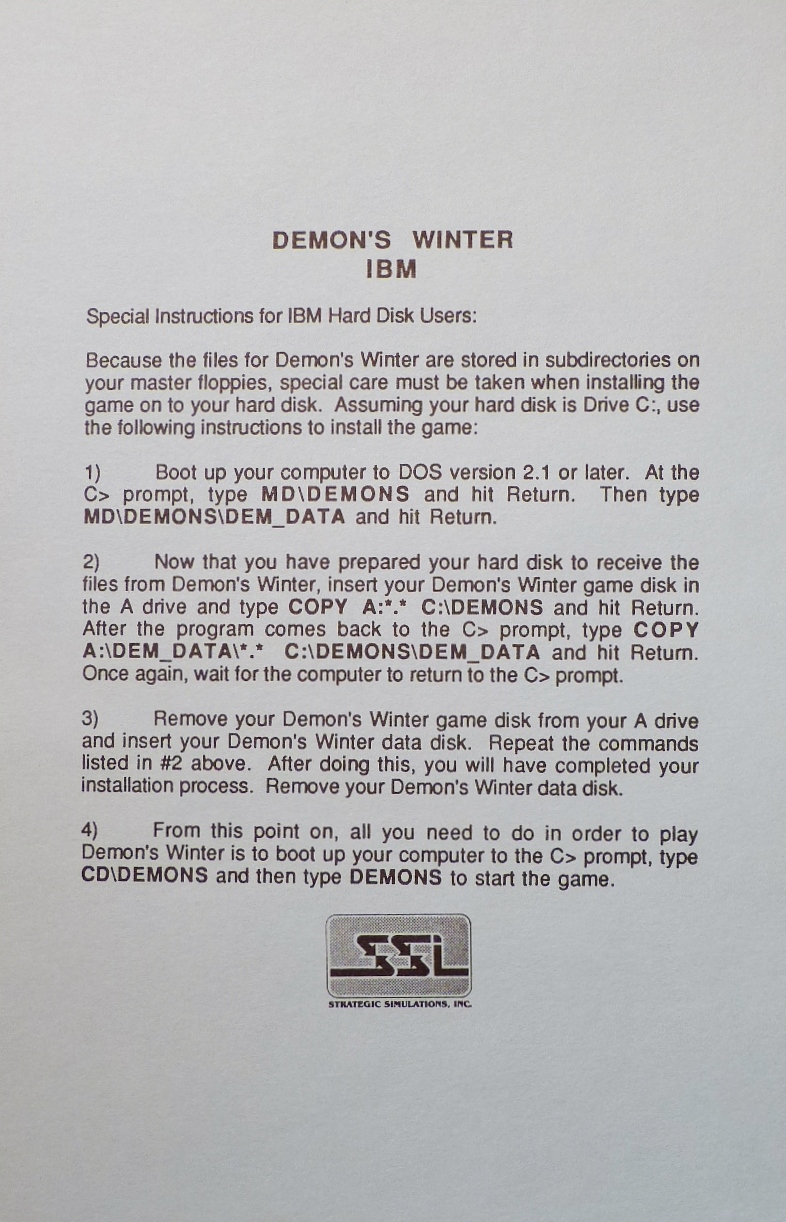 DEMON'S WINTER
IBM
Special Instructions for IBM Hard Disk Users:
Because the files for Demon's Winter are stored in subdirectories on
your master floppies, special care must be taken when installing the
game on to your hard disk. Assuming your hard disk is Drive C:, use
the following instructions to install the game:
1) Boot up your computer to DOS version 2.1 or later. At the
C> prompt, type MD\DEMONS and hit Return. Then type
MD\DEMONS\DEM_DATA and hit Return.
2) Now that you have prepared your hard disk to receive the
files from Demon's Winter, insert your Demon's Winter game disk in
the A drive and type COPY A:*.* C:\DEMONS and hit Return.
After the program comes back to the C> prompt, type COPY
A:\DEM_DATA\*.* C:\DEMONS\DEM_DATA and hit Return.
Once again, wait for the computer to return to the C> prompt.
3) Remove your Demon's Winter game disk from your A drive
and insert your Demon's Winter data disk. Repeat the commands
listed in #2 above. After doing this, you will have completed your
installation process. Remove your Demon's Winter data disk.
4) From this point on, all you need to do in order to play
Demon's Winter is to boot up your computer to the C> prompt, type
CD\DEMONS and then type DEMONS to start the game.
SSI
STRATEGIC SIMULATIONS, INC.